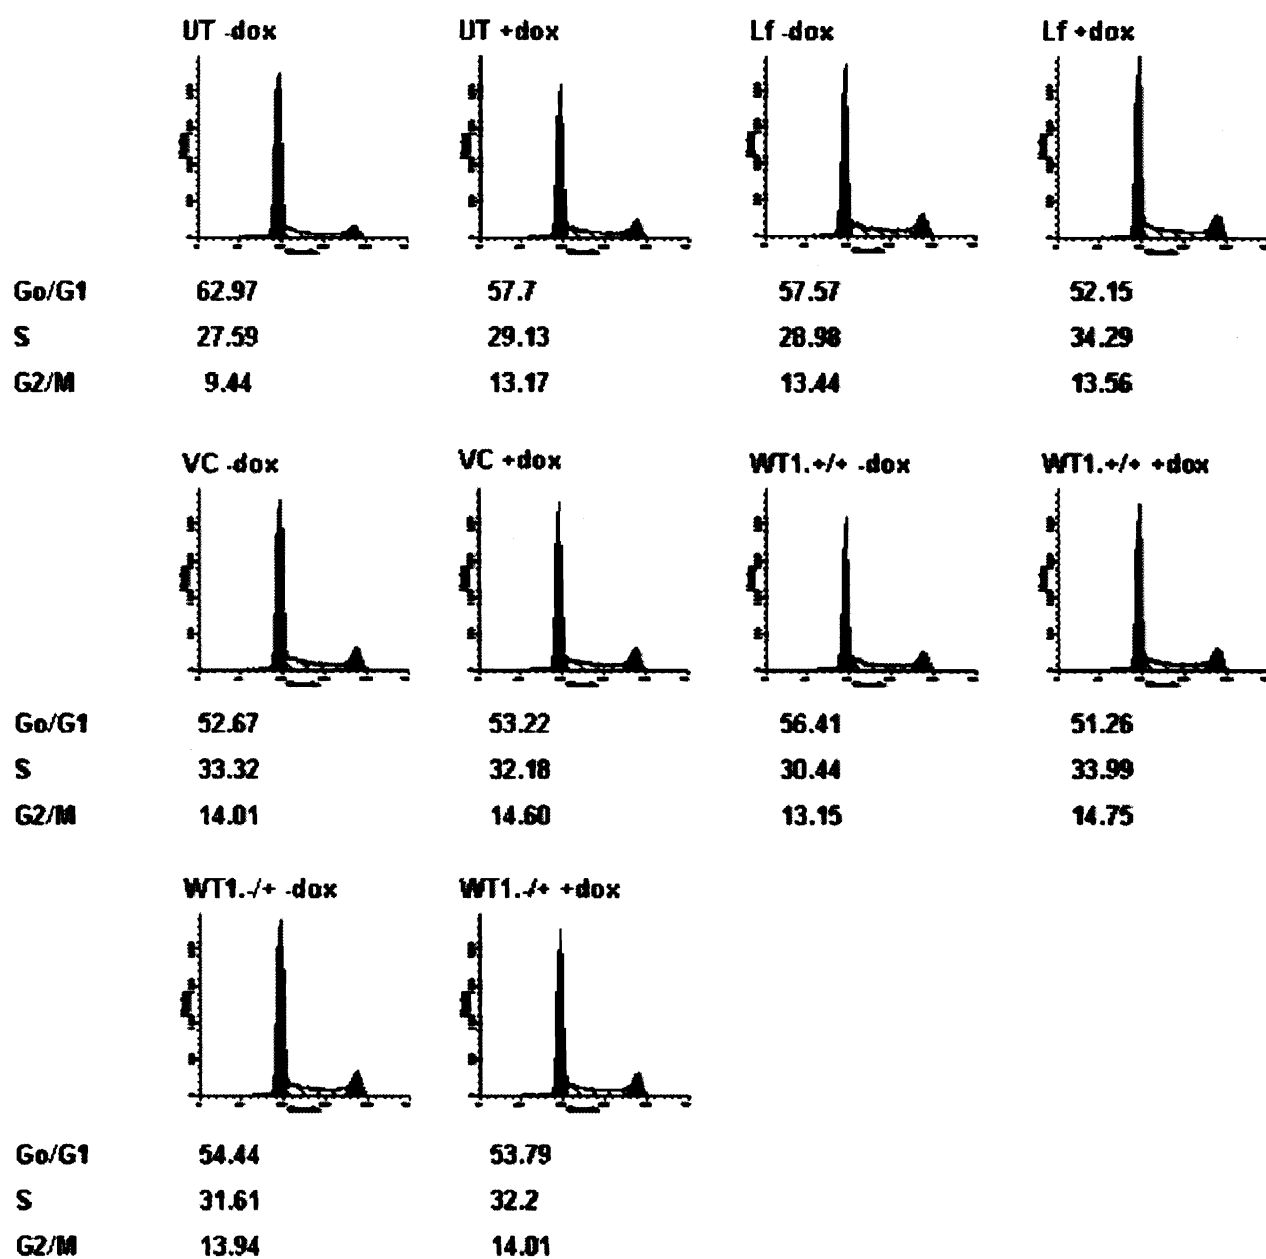 UT -dox UT +dox Lf -dox Lf +dox
Go/G1 62.97 57.7 57.57 52.15
S 27.59 29.13 28.98 34.29
G2/M 9.44 13.17 13.44 13.56
VC -dox VC +dox WT1.+/+ -dox WT1.+/+ +dox
Go/G1 52.67 53.22 56.41 51.26
S 33.32 32.18 30.44 33.99
G2/M 14.01 14.60 13.15 14.75
WT1.-/+ -dox WT1.-/+ +dox
Go/G1 54.44 53.79
S 31.61 32.2
G2/M 13.94 14.01